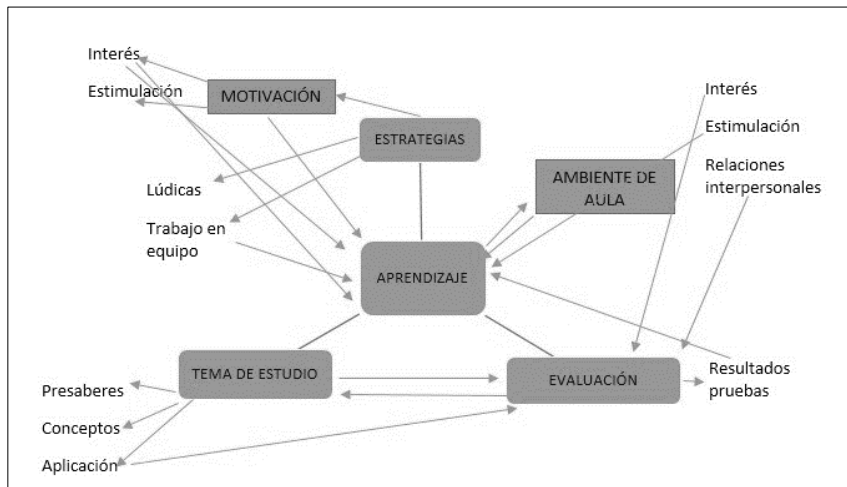 Interés
Estimulación
MOTIVACIÓN
ESTRATEGIAS
Lúdicas
Trabajo en
equipo
Interés
Estimulación
Relaciones
interpersonales
AMBIENTE DE
AULA
APRENDIZAJE
TEMA DE ESTUDIO
EVALUACIÓN
Resultados
pruebas
Presaberes
Conceptos
Aplicación